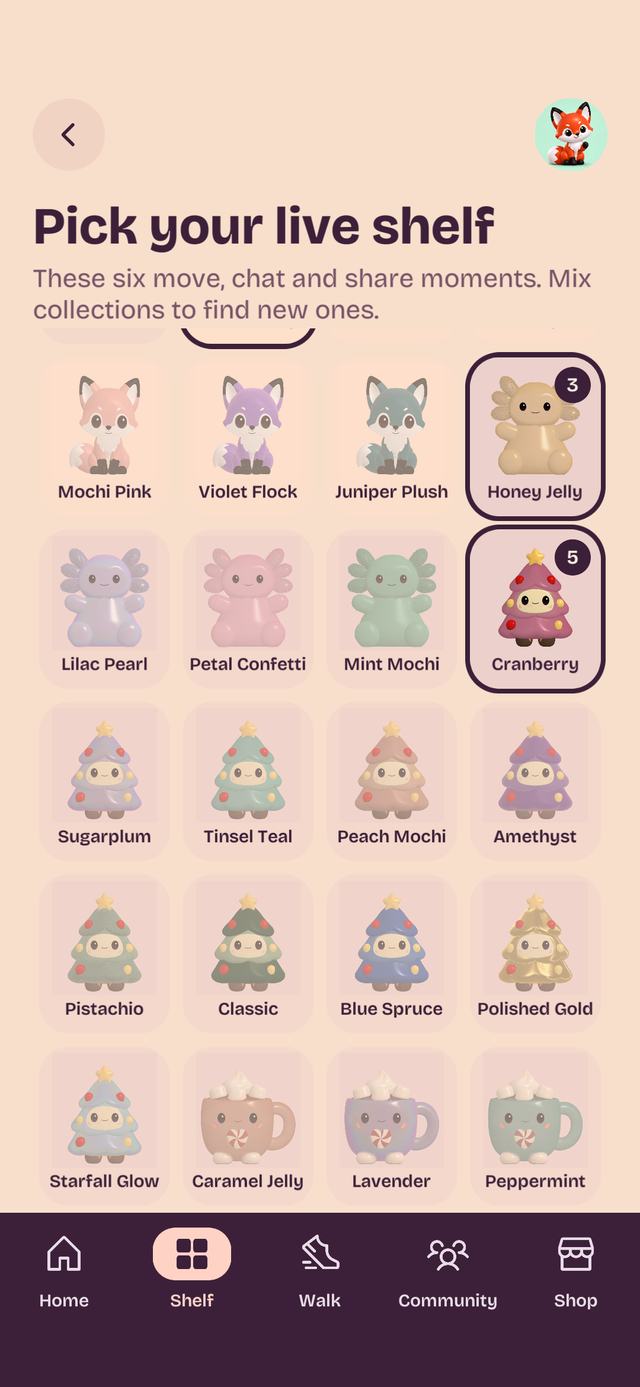 Pick your live shelf
These six move, chat and share moments. Mix
collections to find new ones.
3
Mochi Pink
Violet Flock
Juniper Plush
Honey Jelly
5
Lilac Pearl
Petal Confetti
Mint Mochi
Cranberry
Sugarplum
Tinsel Teal
Peach Mochi
Amethyst
Pistachio
Classic
Blue Spruce
Polished Gold
Starfall Glow
Caramel Jelly
Lavender
Peppermint
Home
Shelf
Walk
Community
Shop